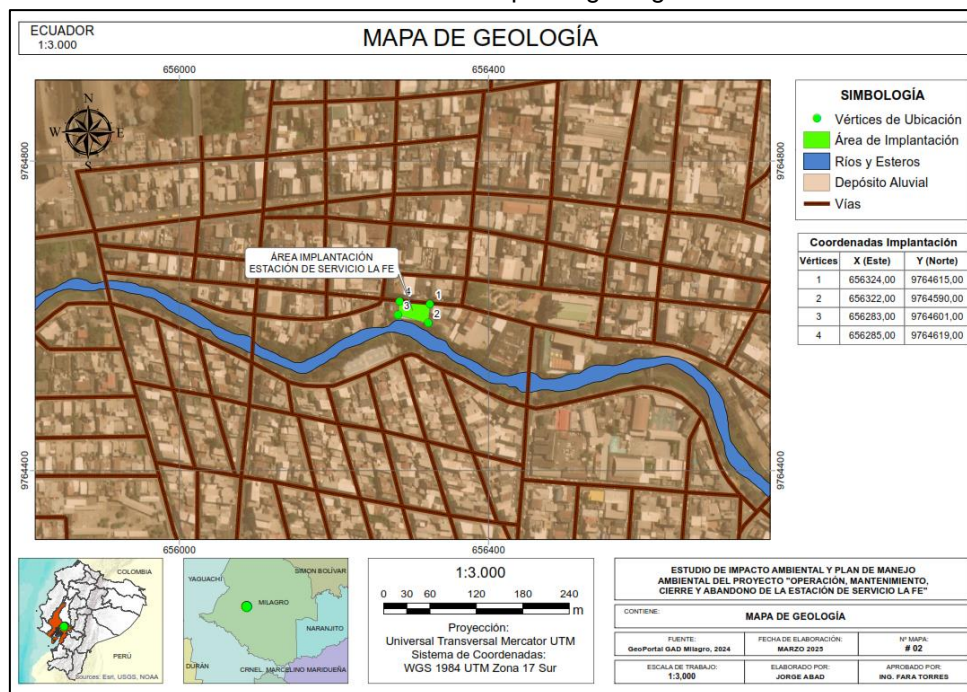 ECUADOR
1:3.000
MAPA DE GEOLOGÍA
656000
656400
9764800
9764800
N
W
E
S
ÁREA IMPLANTACIÓN
ESTACIÓN DE SERVICIO LA FE
4
1
3
2
9764400
9764400
656000
656400
SIMBOLOGÍA
Vértices de Ubicación
Área de Implantación
Ríos y Esteros
Depósito Aluvial
Vías
Coordenadas Implantación
Vértices X (Este) Y (Norte)
1 656324,00 9764615,00
2 656322,00 9764590,00
3 656283,00 9764601,00
4 656285,00 9764619,00
COLOMBIA
PERÚ
Sources: Esri, USGS, NOAA
YAGUACHI
SIMON BOLÍVAR
MILAGRO
NARANJITO
DURÁN
CRNEL. MARCELINO MARIDUEÑA
1:3.000
0 30 60 120 180 240
m
Proyección:
Universal Transversal Mercator UTM
Sistema de Coordenadas:
WGS 1984 UTM Zona 17 Sur
ESTUDIO DE IMPACTO AMBIENTAL Y PLAN DE MANEJO
AMBIENTAL DEL PROYECTO "OPERACIÓN, MANTENIMIENTO,
CIERRE Y ABANDONO DE LA ESTACIÓN DE SERVICIO LA FE"
CONTIENE:
MAPA DE GEOLOGÍA
FUENTE:
GeoPortal GAD Milagro, 2024
FECHA DE ELABORACIÓN:
MARZO 2025
Nº MAPA:
# 02
ESCALA DE TRABAJO:
1:3,000
ELABORADO POR:
JORGE ABAD
APROBADO POR:
ING. FARA TORRES